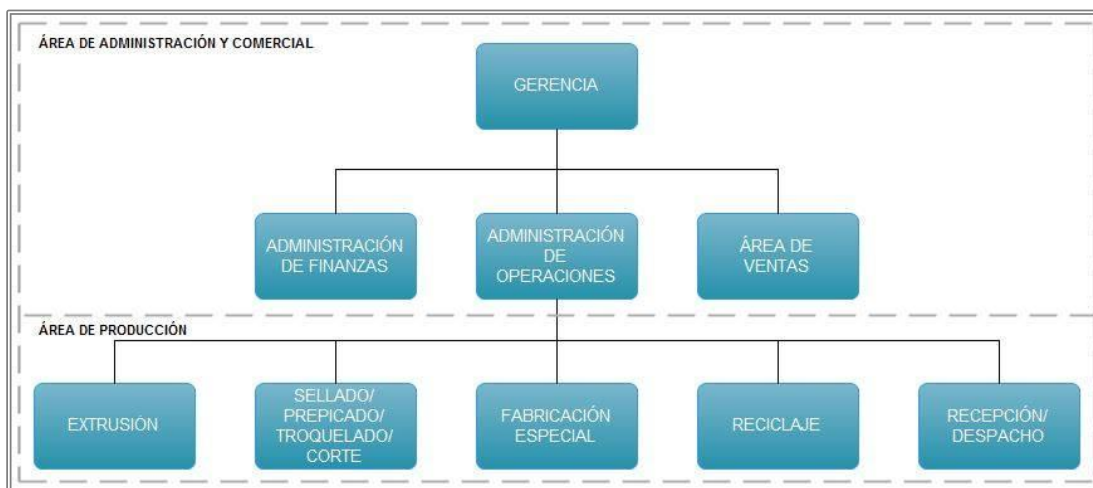 ÁREA DE ADMINISTRACIÓN Y COMERCIAL
GERENCIA
ADMINISTRACIÓN
DE FINANZAS
ADMINISTRACIÓN
DE
OPERACIONES
ÁREA DE
VENTAS
ÁREA DE PRODUCCIÓN
EXTRUSIÓN
SELLADO/
PREPICADO/
TROQUELADO/
CORTE
FABRICACIÓN
ESPECIAL
RECICLAJE
RECEPCIÓN/
DESPACHO